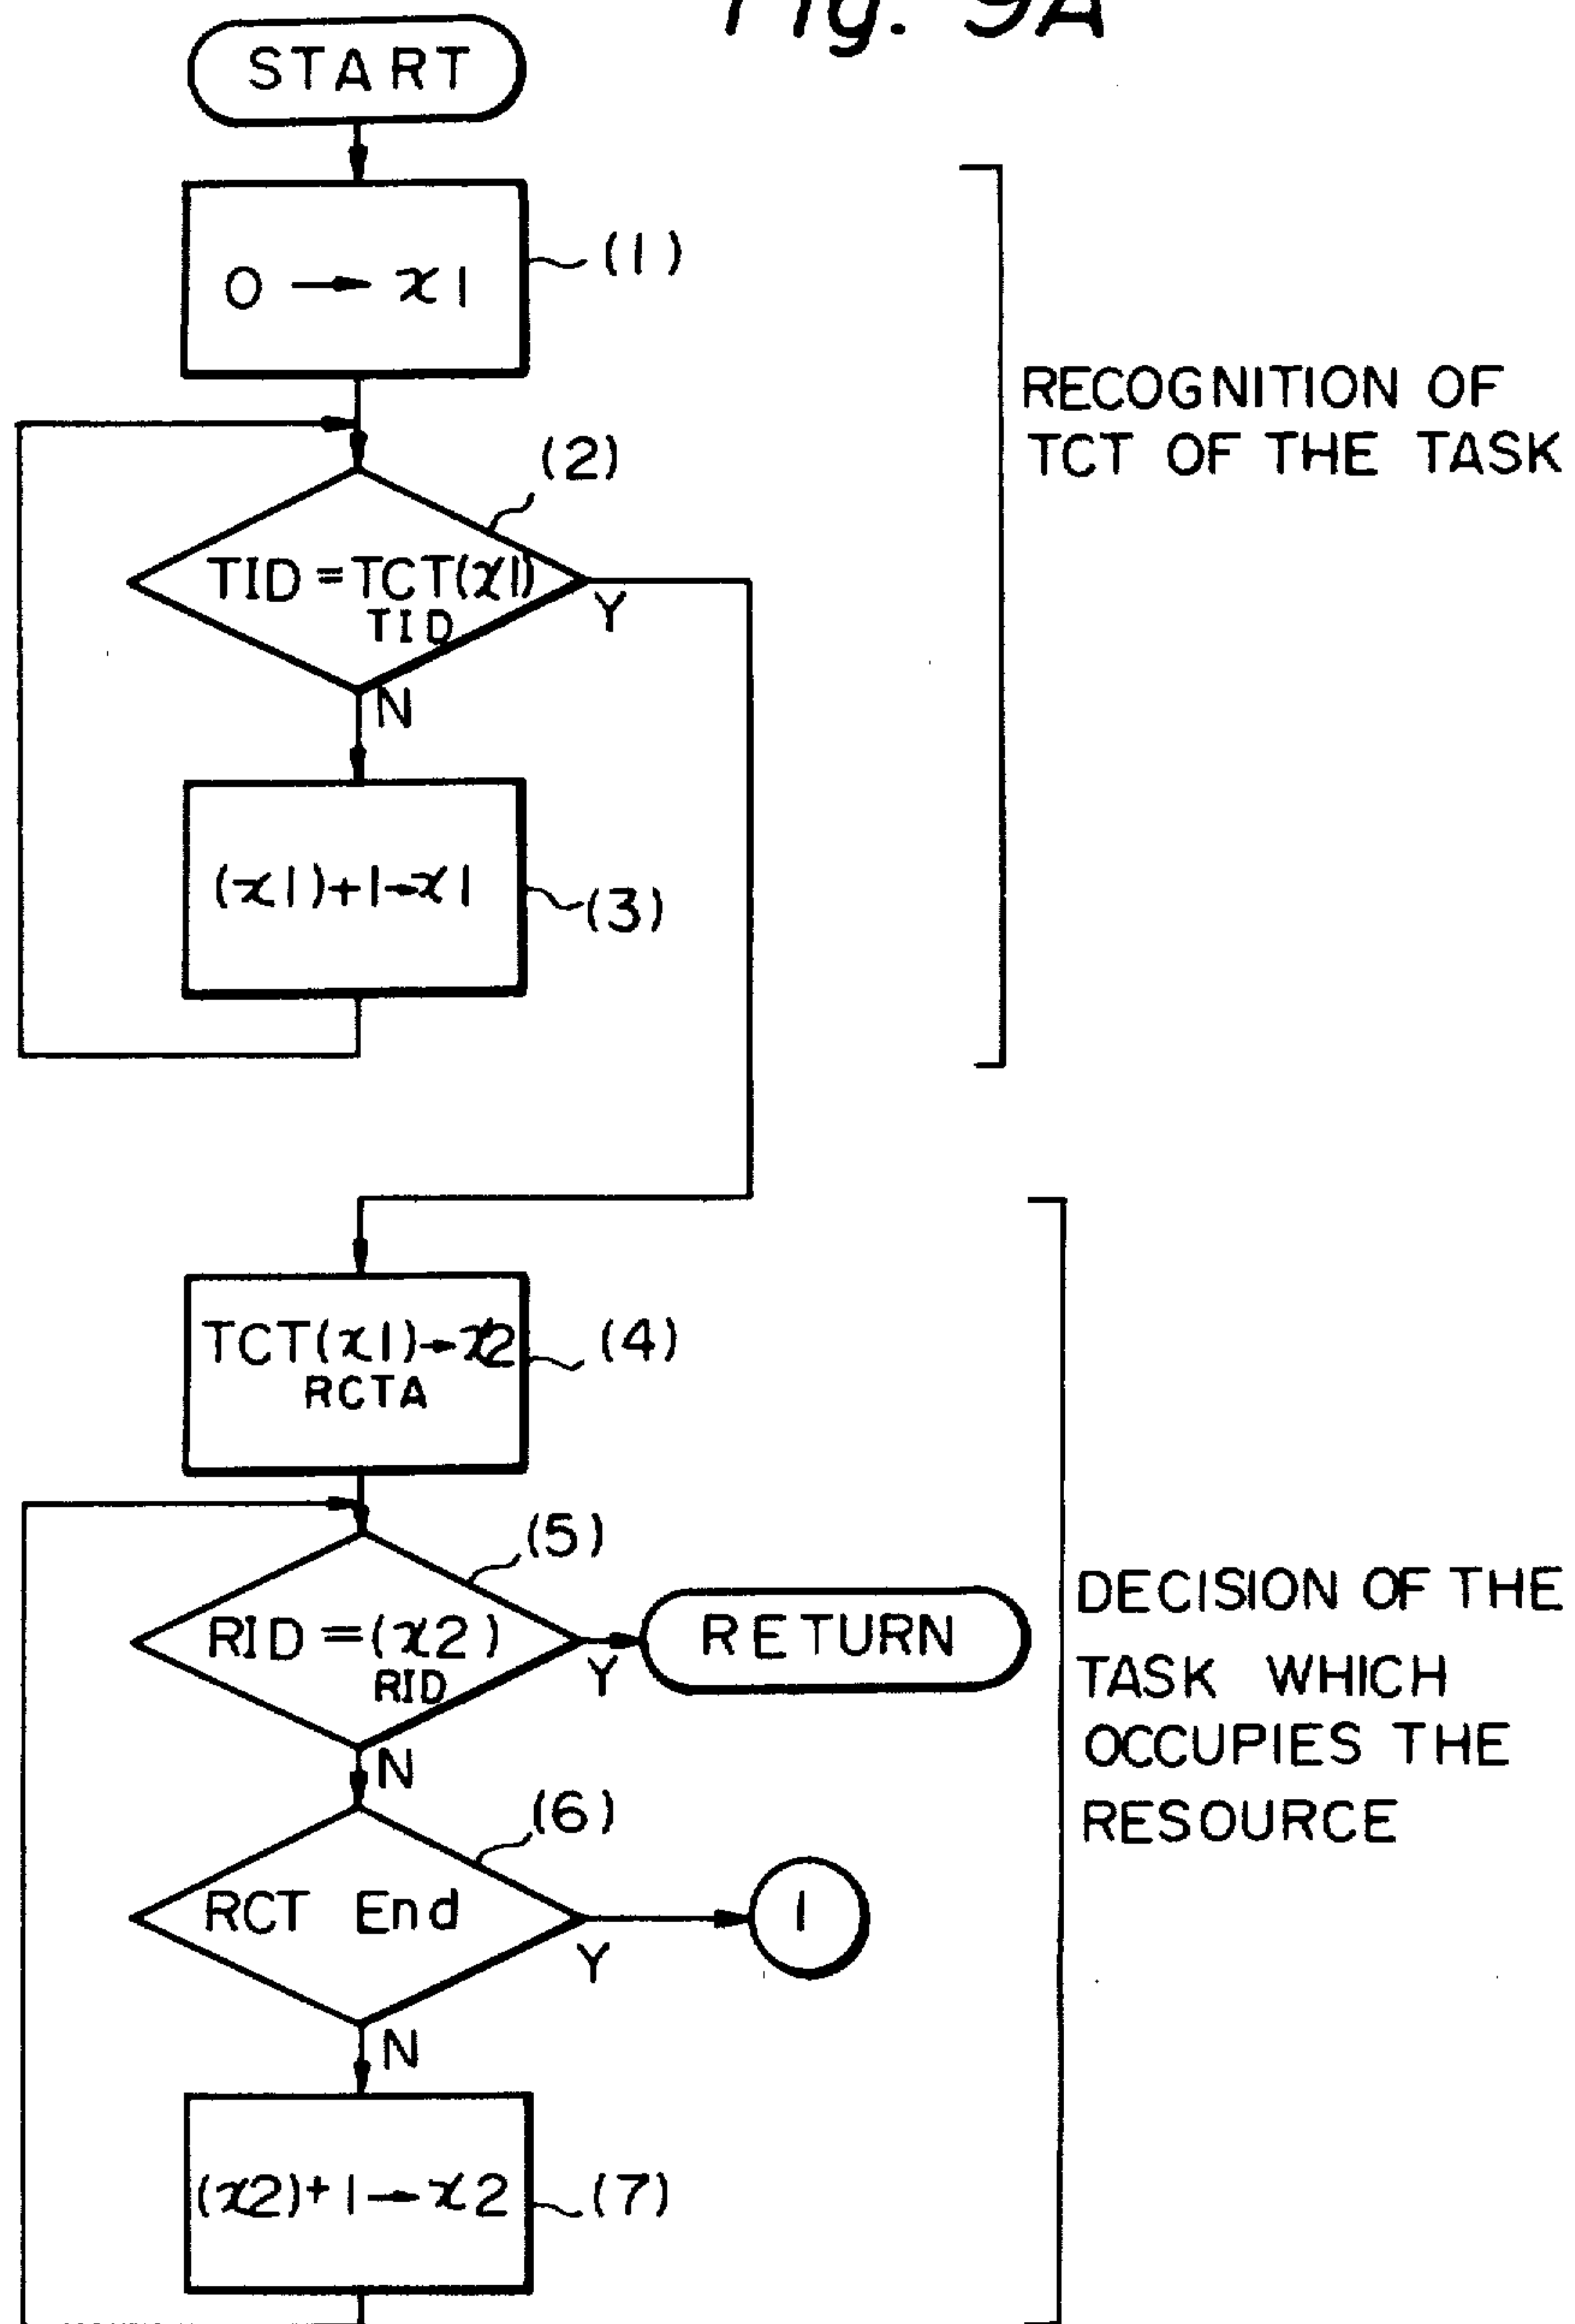 Fig. 9A
START
0 → x1
(1)
RECOGNITION OF
TCT OF THE TASK
(2)
TID = TCT(x1)
TID
Y
N
(x1)+1→x1
(3)
TCT(x1)→x2
RCTA
(4)
(5)
RID = (x2)
RID
Y
RETURN
N
DECISION OF THE
TASK WHICH
OCCUPIES THE
RESOURCE
(6)
RCT End
Y
1
N
(x2)+1→x2
(7)